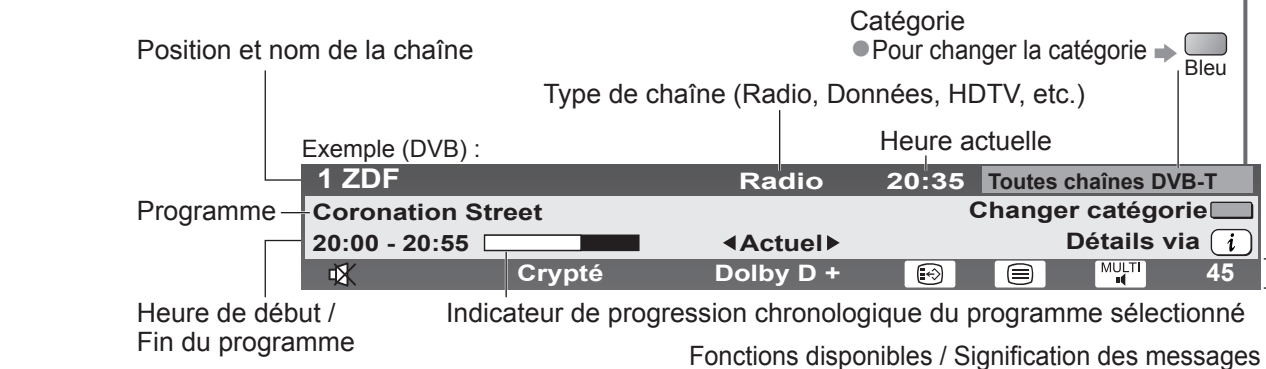 Catégorie
Position et nom de la chaîne
●Pour changer la catégorie
Bleu
Type de chaîne (Radio, Données, HDTV, etc.)
Heure actuelle
Exemple (DVB) :
1 ZDF Radio 20:35 Toutes chaînes DVB-T
Programme Coronation Street Changer catégorie
20:00 - 20:55 ◀Actuel▶ Détails via i
Crypté Dolby D + MULTI 45
Heure de début / Indicateur de progression chronologique du programme sélectionné
Fin du programme
Fonctions disponibles / Signification des messages